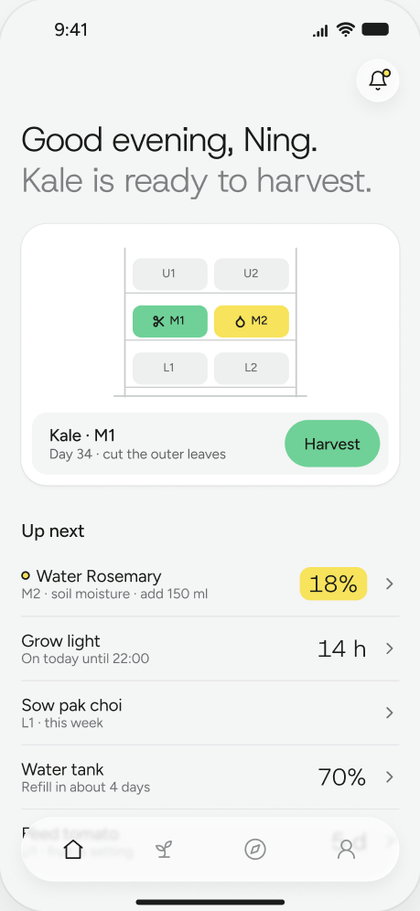 9:41
Good evening, Ning.
Kale is ready to harvest.
U1 U2
M1 M2
L1 L2
Kale · M1
Day 34 · cut the outer leaves
Harvest
Up next
Water Rosemary
M2 · soil moisture · add 150 ml
18%
Grow light
On today until 22:00
14 h
Sow pak choi
L1 · this week
Water tank
Refill in about 4 days
70%
Feed tomato